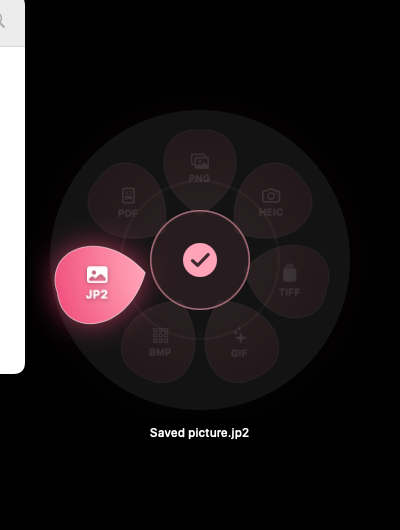 PNG
PDF
HEIC
JP2
TIFF
BMP
GIF
Saved picture.jp2